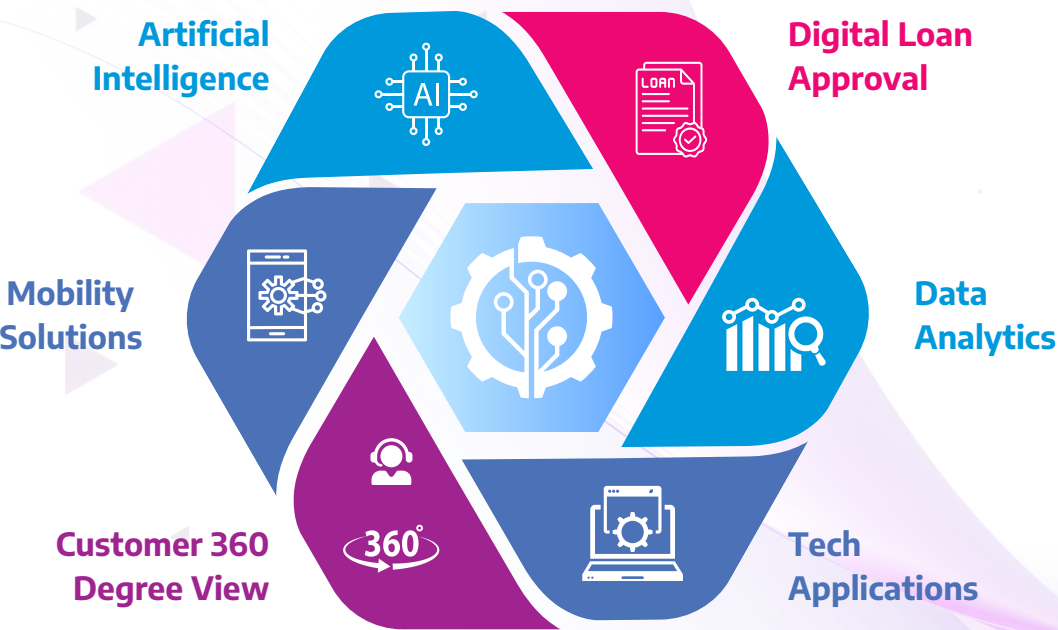 Artificial
Intelligence
AI
LOAN
Digital Loan
Approval
Mobility
Solutions
Data
Analytics
Customer 360
Degree View
360°
Tech
Applications